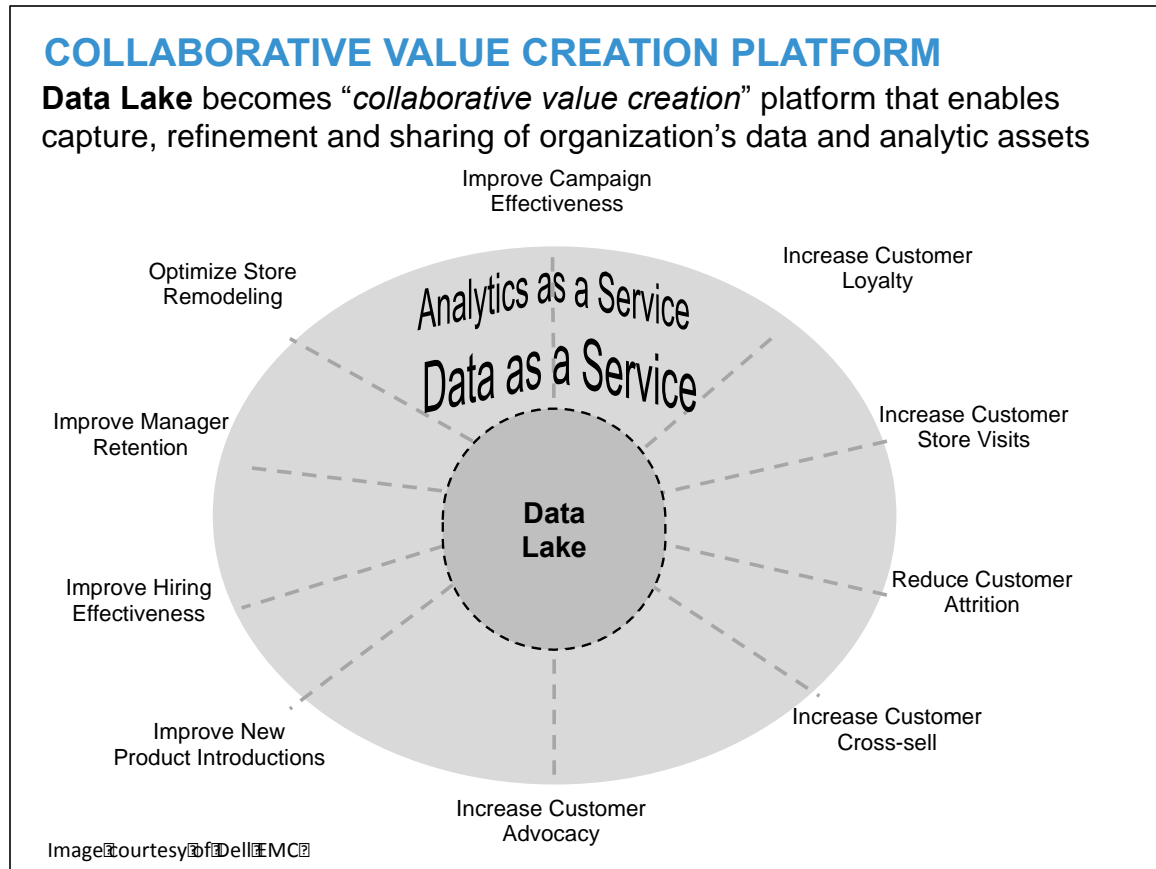 COLLABORATIVE VALUE CREATION PLATFORM
Data Lake becomes “collaborative value creation” platform that enables
capture, refinement and sharing of organization’s data and analytic assets
Improve Campaign
Effectiveness
Optimize Store
Remodeling
Increase Customer
Loyalty
Analytics as a Service
Data as a Service
Improve Manager
Retention
Increase Customer
Store Visits
Data
Lake
Improve Hiring
Effectiveness
Reduce Customer
Attrition
Improve New
Product Introductions
Increase Customer
Cross-sell
Increase Customer
Advocacy
Image⍰courtesy⍰of⍰Dell⍰EMC⍰